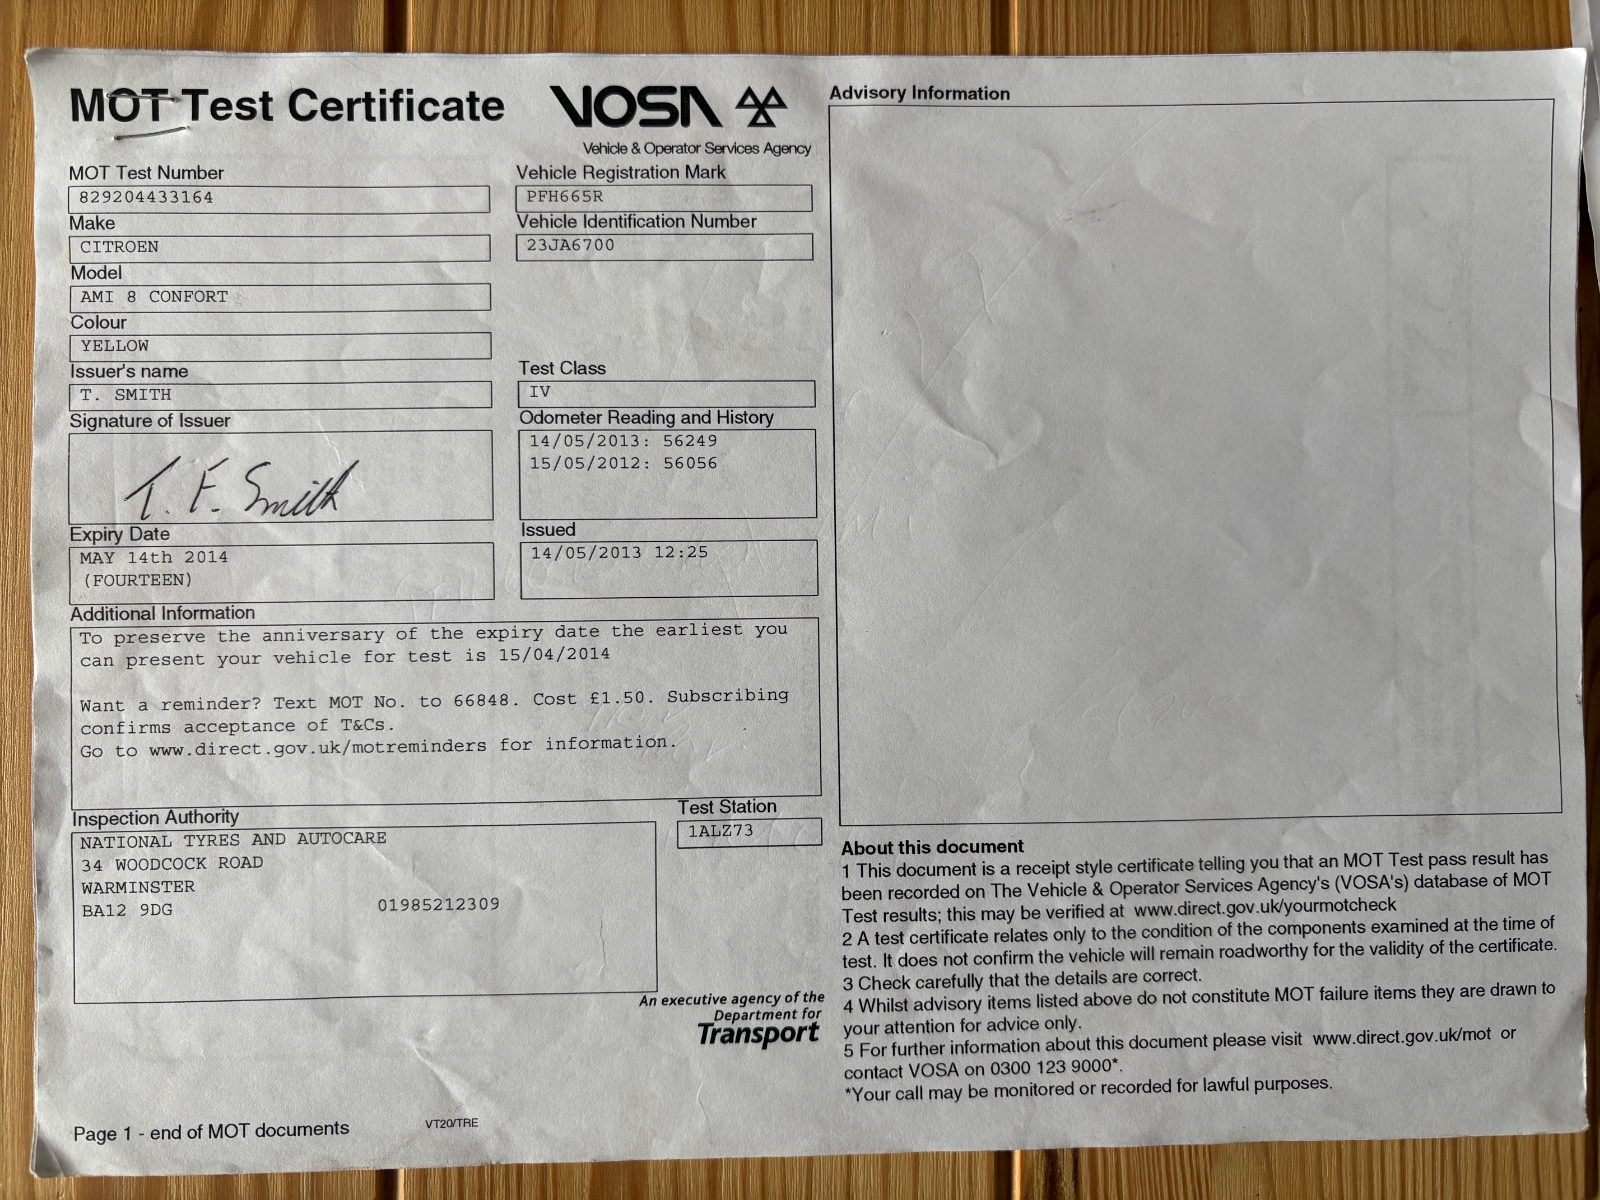 MOT Test Certificate
VOSA
Vehicle & Operator Services Agency
MOT Test Number
829204433164
Vehicle Registration Mark
PFH665R
Make
CITROEN
Vehicle Identification Number
23JA6700
Model
AMI 8 CONFORT
Colour
YELLOW
Issuer's name
T. SMITH
Test Class
IV
Signature of Issuer
T. F. Smith
Odometer Reading and History
14/05/2013: 56249
15/05/2012: 56056
Expiry Date
MAY 14th 2014
(FOURTEEN)
Issued
14/05/2013 12:25
Additional Information
To preserve the anniversary of the expiry date the earliest you
can present your vehicle for test is 15/04/2014
Want a reminder? Text MOT No. to 66848. Cost £1.50. Subscribing
confirms acceptance of T&Cs.
Go to www.direct.gov.uk/motreminders for information.
Inspection Authority
NATIONAL TYRES AND AUTOCARE
34 WOODCOCK ROAD
WARMINSTER
BA12 9DG 01985212309
Test Station
1ALZ73
An executive agency of the
Department for
Transport
Page 1 - end of MOT documents
VT20/TRE
Advisory Information
About this document
1 This document is a receipt style certificate telling you that an MOT Test pass result has
been recorded on The Vehicle & Operator Services Agency's (VOSA's) database of MOT
Test results; this may be verified at www.direct.gov.uk/yourmotcheck
2 A test certificate relates only to the condition of the components examined at the time of
test. It does not confirm the vehicle will remain roadworthy for the validity of the certificate.
3 Check carefully that the details are correct.
4 Whilst advisory items listed above do not constitute MOT failure items they are drawn to
your attention for advice only.
5 For further information about this document please visit www.direct.gov.uk/mot or
contact VOSA on 0300 123 9000*.
*Your call may be monitored or recorded for lawful purposes.